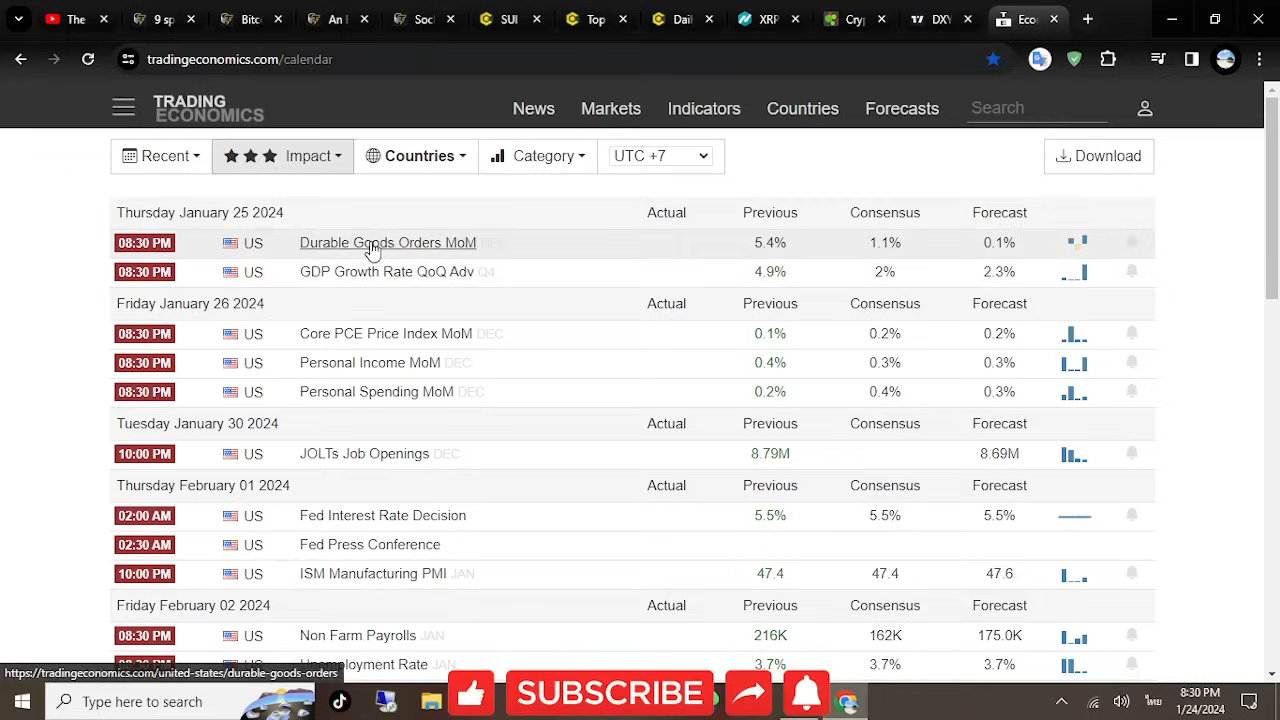 The
9 sp
Bitc
An
Soci
SUI
Top
Dail
XRP
Cryp
DXY
Eco
tradingeconomics.com/calendar
TRADING
ECONOMICS
News Markets Indicators Countries Forecasts Search
Recent Impact Countries Category UTC +7 Download
Thursday January 25 2024 Actual Previous Consensus Forecast
08:30 PM US Durable Goods Orders MoM DEC 5.4% 1.1% 0.1%
08:30 PM US GDP Growth Rate QoQ Adv Q4 4.9% 2% 2.3%
Friday January 26 2024 Actual Previous Consensus Forecast
08:30 PM US Core PCE Price Index MoM DEC 0.1% 0.2% 0.2%
08:30 PM US Personal Income MoM DEC 0.4% 0.3% 0.3%
08:30 PM US Personal Spending MoM DEC 0.2% 0.4% 0.3%
Tuesday January 30 2024 Actual Previous Consensus Forecast
10:00 PM US JOLTs Job Openings DEC 8.79M 8.69M
Thursday February 01 2024 Actual Previous Consensus Forecast
02:00 AM US Fed Interest Rate Decision 5.5% 5.5% 5.5%
02:30 AM US Fed Press Conference
10:00 PM US ISM Manufacturing PMI JAN 47.4 47.4 47.6
Friday February 02 2024 Actual Previous Consensus Forecast
08:30 PM US Non Farm Payrolls JAN 216K 162K 175.0K
08:30 PM US Unemployment Rate JAN 3.7% 3.7% 3.7%
https://tradingeconomics.com/united-states/durable-goods-orders
SUBSCRIBE
Type here to search
8:30 PM
1/24/2024